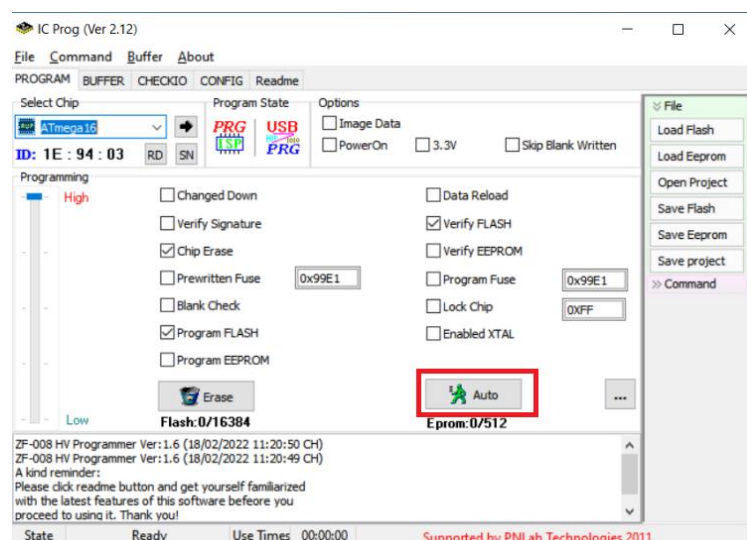 IC Prog (Ver 2.12)
File Command Buffer About
PROGRAM BUFFER CHECKIO CONFIG Readme
Select Chip
ATmega16
ID: 1E : 94 : 03 RD SN
Program State
PRG USB
ISP PRG
Options
Image Data
PowerOn 3.3V Skip Blank Written
Programming
High
Low
Changed Down
Verify Signature
Chip Erase
Prewritten Fuse 0x99E1
Blank Check
Program FLASH
Program EEPROM
Data Reload
Verify FLASH
Verify EEPROM
Program Fuse 0x99E1
Lock Chip 0XFF
Enabled XTAL
Erase
Auto
...
Flash:0/16384
Eprom:0/512
File
Load Flash
Load Eeprom
Open Project
Save Flash
Save Eeprom
Save project
Command
ZF-008 HV Programmer Ver:1.6 (18/02/2022 11:20:50 CH)
ZF-008 HV Programmer Ver:1.6 (18/02/2022 11:20:49 CH)
A kind reminder:
Please click readme button and get yourself familiarized
with the latest features of this software befeore you
proceed to using it. Thank you!
State Ready Use Times 00:00:00 Supported by PNLab Technologies 2011